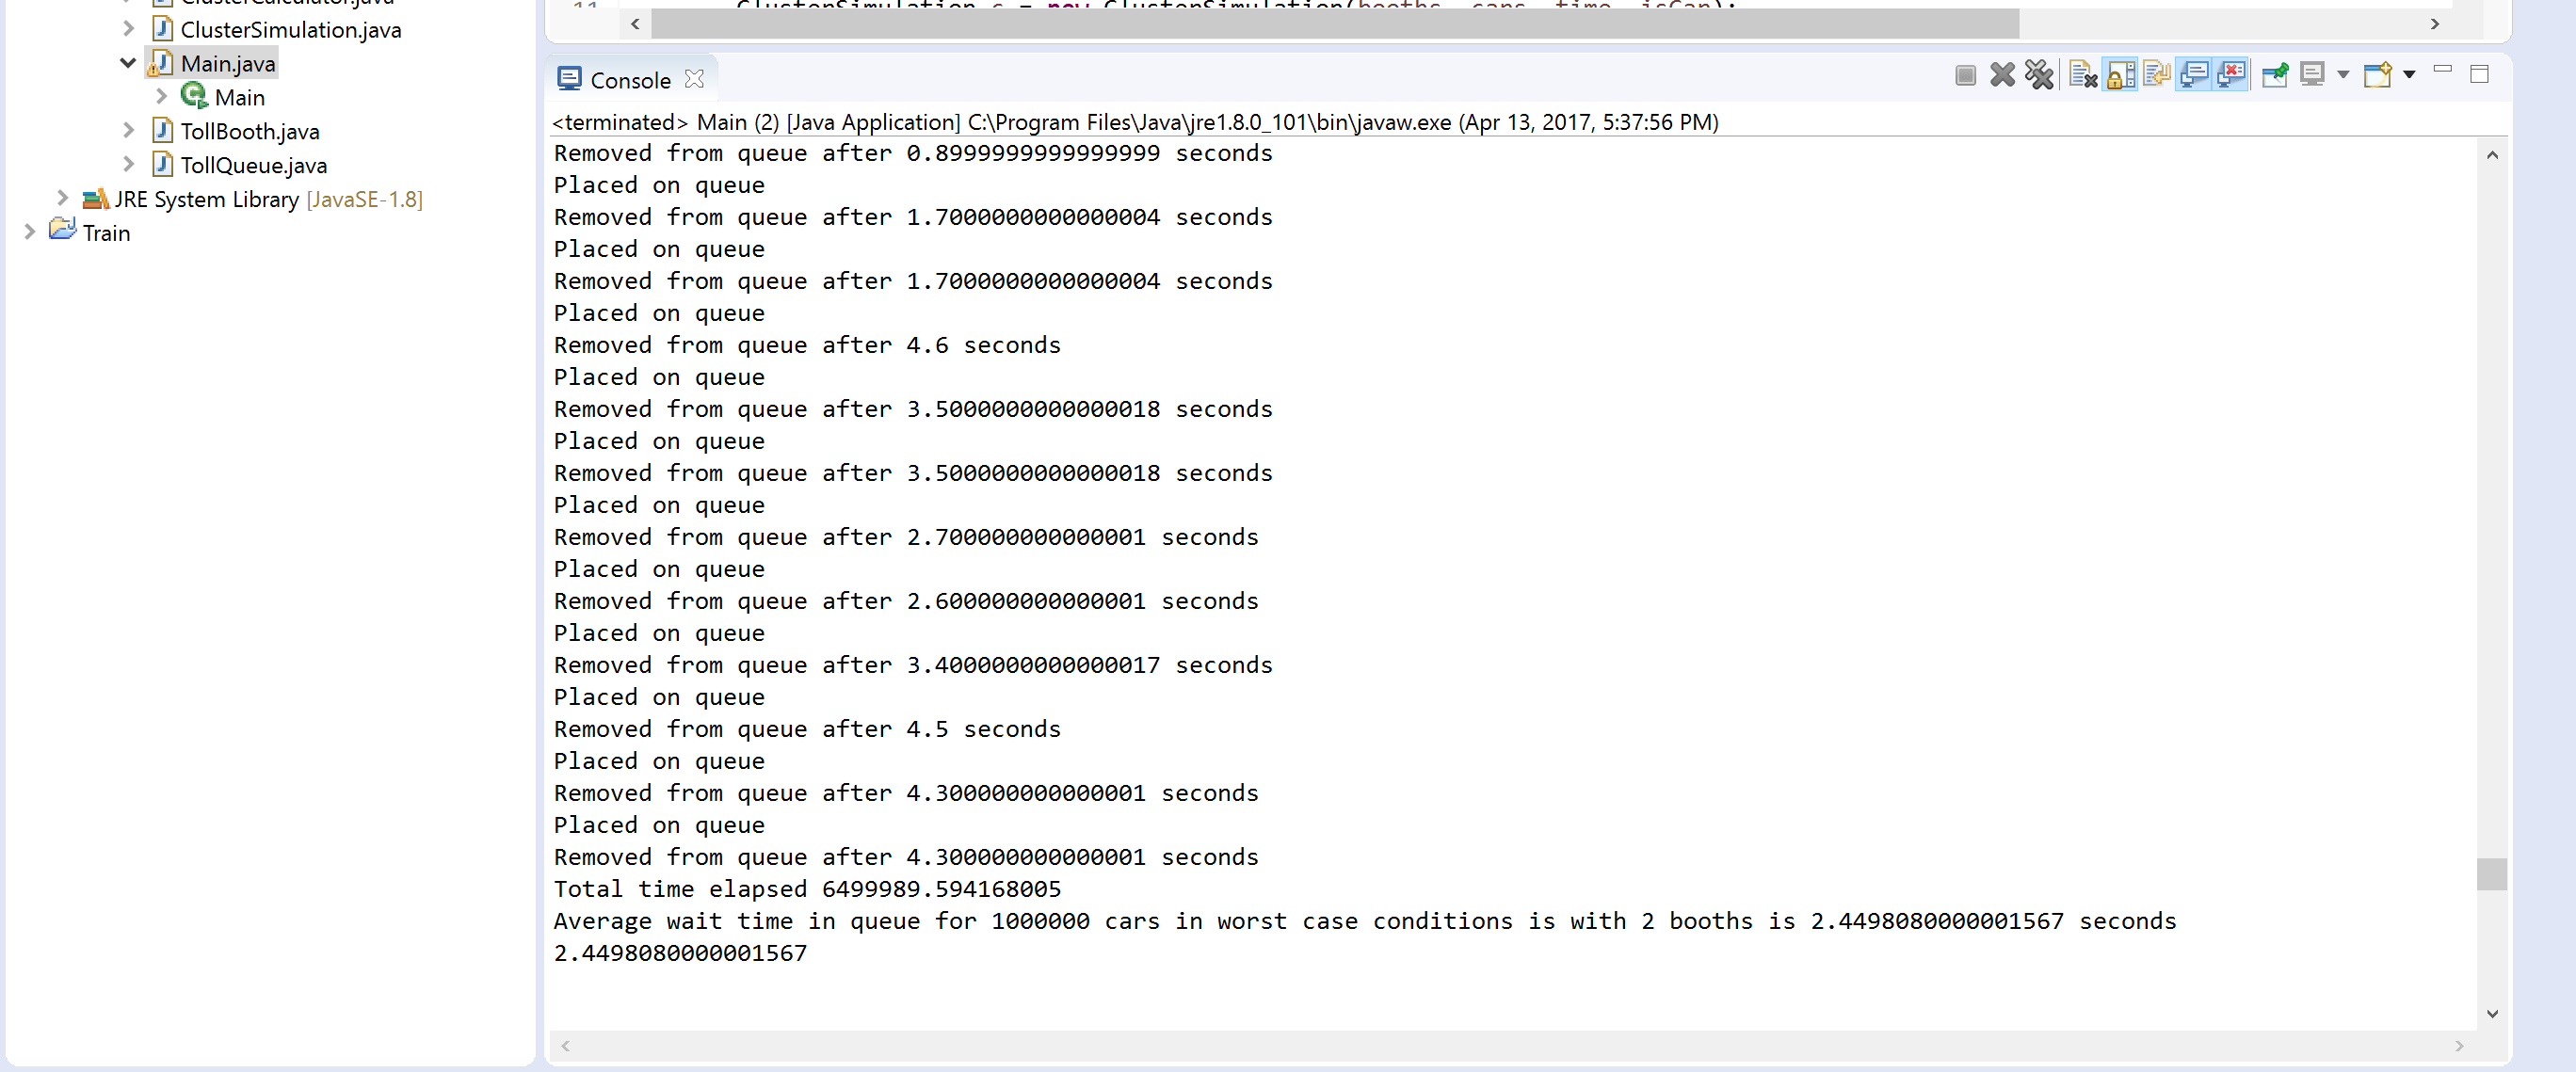 ClusterCalculator.java
ClusterSimulation.java
Main.java
Main
TollBooth.java
TollQueue.java
JRE System Library [JavaSE-1.8]
Train
11 ClusterSimulation c = new ClusterSimulation(booths, cars, time, isCan);
Console
<terminated> Main (2) [Java Application] C:\Program Files\Java\jre1.8.0_101\bin\javaw.exe (Apr 13, 2017, 5:37:56 PM)
Removed from queue after 0.8999999999999999 seconds
Placed on queue
Removed from queue after 1.7000000000000004 seconds
Placed on queue
Removed from queue after 1.7000000000000004 seconds
Placed on queue
Removed from queue after 4.6 seconds
Placed on queue
Removed from queue after 3.5000000000000018 seconds
Placed on queue
Removed from queue after 3.5000000000000018 seconds
Placed on queue
Removed from queue after 2.700000000000001 seconds
Placed on queue
Removed from queue after 2.600000000000001 seconds
Placed on queue
Removed from queue after 3.4000000000000017 seconds
Placed on queue
Removed from queue after 4.5 seconds
Placed on queue
Removed from queue after 4.300000000000001 seconds
Placed on queue
Removed from queue after 4.300000000000001 seconds
Total time elapsed 6499989.594168005
Average wait time in queue for 1000000 cars in worst case conditions is with 2 booths is 2.4498080000001567 seconds
2.4498080000001567